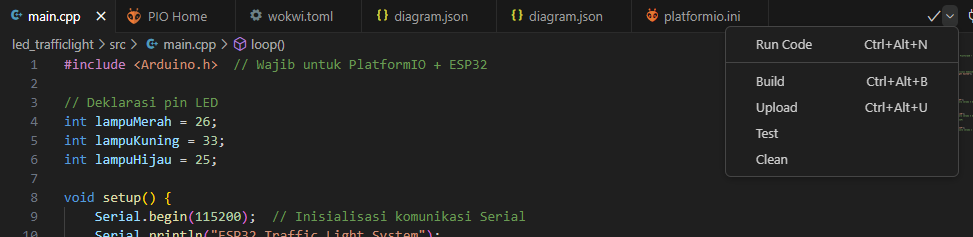 main.cpp PIO Home wokwi.toml diagram.json diagram.json platformio.ini
led_trafficlight > src > main.cpp > loop()
Run Code Ctrl+Alt+N
Build Ctrl+Alt+B
Upload Ctrl+Alt+U
Test
Clean
1 #include <Arduino.h> // Wajib untuk PlatformIO + ESP32
2
3 // Deklarasi pin LED
4 int lampuMerah = 26;
5 int lampuKuning = 33;
6 int lampuHijau = 25;
7
8 void setup() {
9 Serial.begin(115200); // Inisialisasi komunikasi Serial
10 Serial.println("ESP32 Traffic Light System");